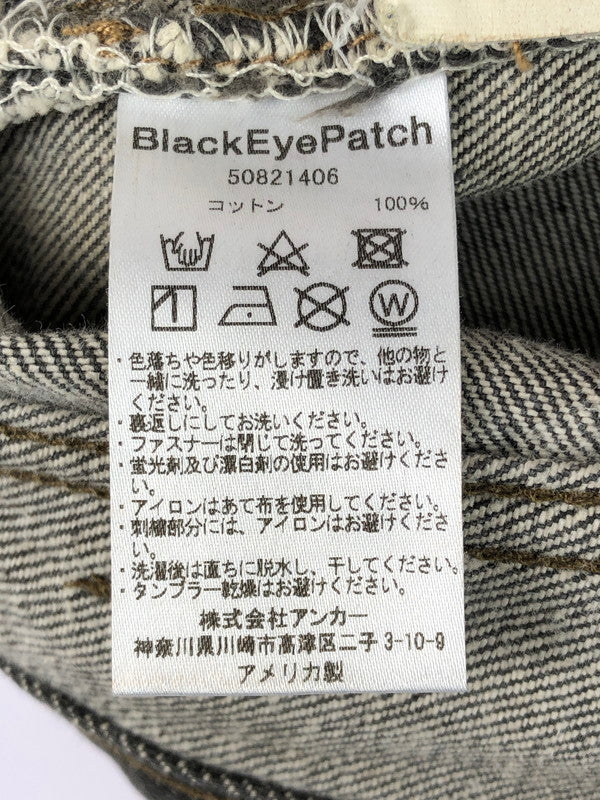 BlackEyePatch
50821406
コットン 100%
W
・色落ちや色移りがしますので、他の物と
一緒に洗ったり、浸け置き洗いはお避け
ください。
・裏返しにしてお洗いください。
・ファスナーは閉じて洗ってください。
・蛍光剤及び漂白剤の使用はお避けくださ
い。
・アイロンはあて布を使用してください。
・刺繍部分には、アイロンはお避けくださ
い。
・洗濯後は直ちに脱水し、干してください。
・タンブラー乾燥はお避けください。
株式会社アンカー
神奈川県川崎市高津区二子 3-10-9
アメリカ製